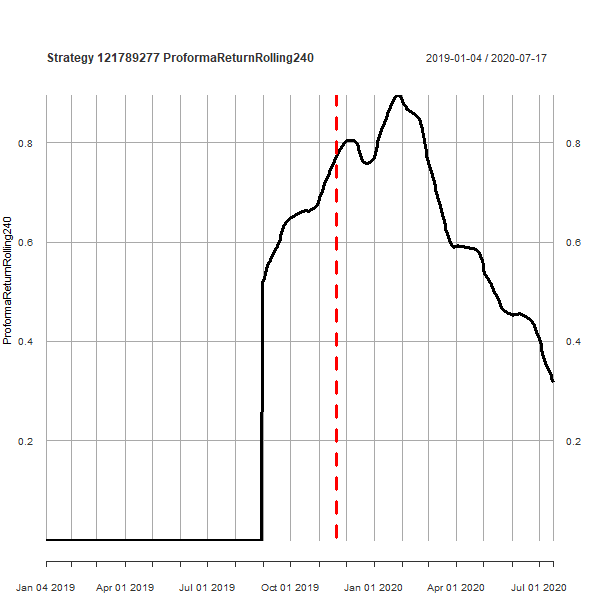 Strategy 121789277 ProformaReturnRolling240
2019-01-04 / 2020-07-17
ProformaReturnRolling240
0.8
0.8
0.6
0.6
0.4
0.4
0.2
0.2
Jan 04 2019
Apr 01 2019
Jul 01 2019
Oct 01 2019
Jan 01 2020
Apr 01 2020
Jul 01 2020